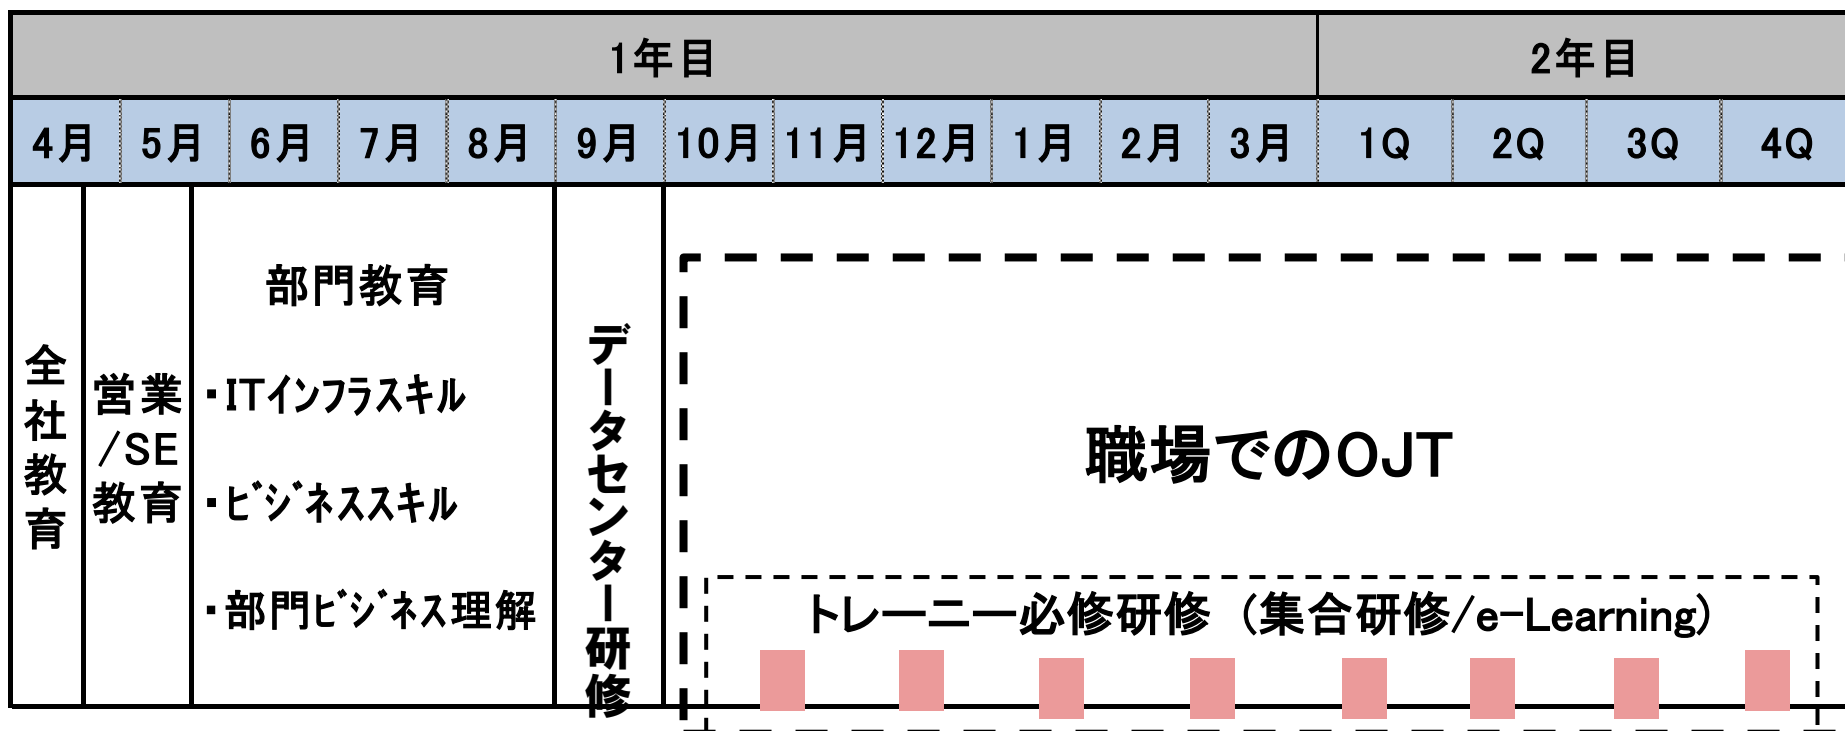 1年目
2年目
4月
5月
6月
7月
8月
9月
10月
11月
12月
1月
2月
3月
1Q
2Q
3Q
4Q
全社教育
営業
/SE
教育
部門教育
・ITインフラスキル
・ビジネススキル
・部門ビジネス理解
データセンター研修
職場でのOJT
トレーニー必修研修（集合研修/e-Learning)